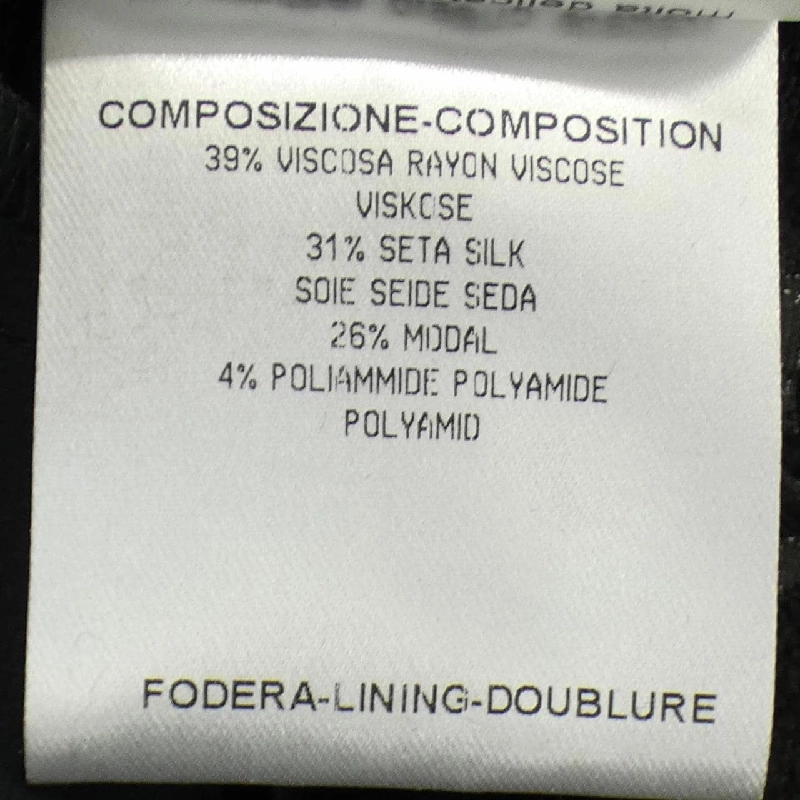 COMPOSIZIONE-COMPOSITION
39% VISCOSA RAYON VISCOSE
VISKOSE
31% SETA SILK
SOIE SEIDE SEDA
26% MODAL
4% POLIAMMIDE POLYAMIDE
POLYAMID
FODERA-LINING-DOUBLURE